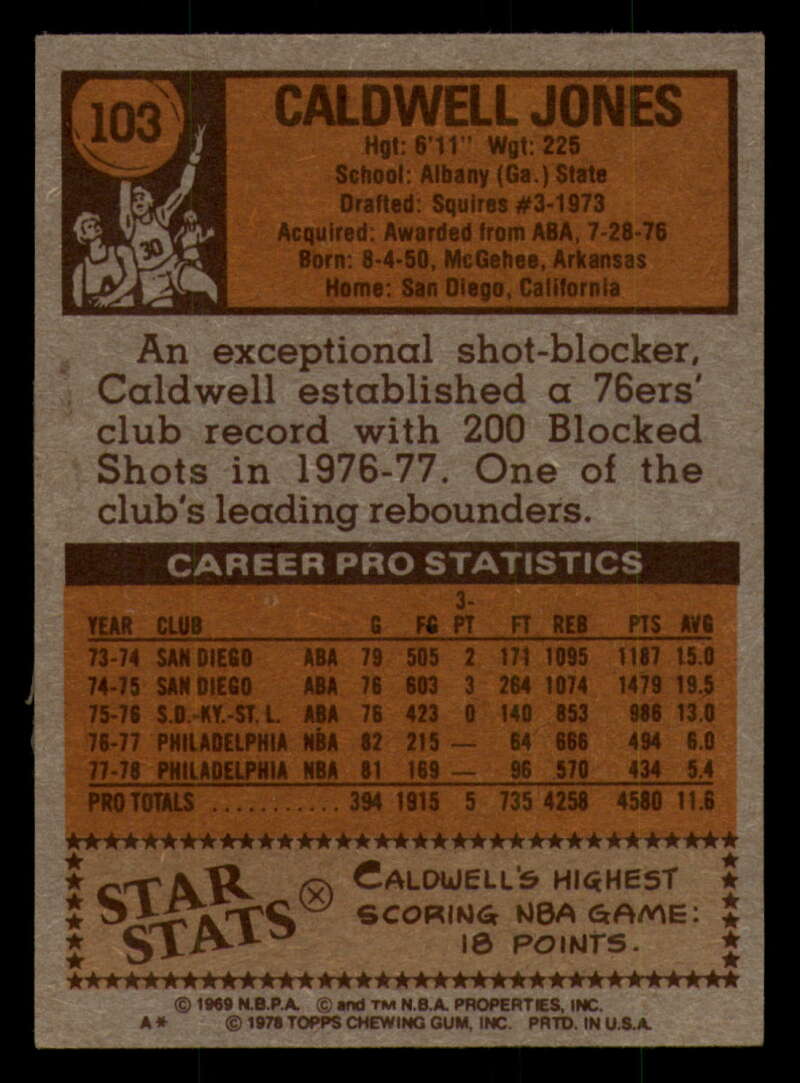 103
CALDWELL JONES
Hgt: 6'11" Wgt: 225
School: Albany (Ga.) State
Drafted: Squires #3-1973
Acquired: Awarded from ABA, 7-28-76
Born: 8-4-50, McGehee, Arkansas
Home: San Diego, California
30
An exceptional shot-blocker,
Caldwell established a 76ers'
club record with 200 Blocked
Shots in 1976-77. One of the
club's leading rebounders.
CAREER PRO STATISTICS
YEAR CLUB G FG 3-PT FT REB PTS AVG
73-74 SAN DIEGO ABA 79 505 2 171 1095 1187 15.0
74-75 SAN DIEGO ABA 76 603 3 264 1074 1479 19.5
75-76 S.D.-KY.-ST. L. ABA 76 423 0 140 853 986 13.0
76-77 PHILADELPHIA NBA 82 215 — 64 666 494 6.0
77-78 PHILADELPHIA NBA 81 169 — 96 570 434 5.4
PRO TOTALS ........... 394 1915 5 735 4258 4580 11.6
STAR STATS
CALDWELL'S HIGHEST
SCORING NBA GAME:
18 POINTS.
© 1969 N.B.P.A. © and TM N.B.A. PROPERTIES, INC.
A* © 1978 TOPPS CHEWING GUM, INC. PRTD. IN U.S.A.